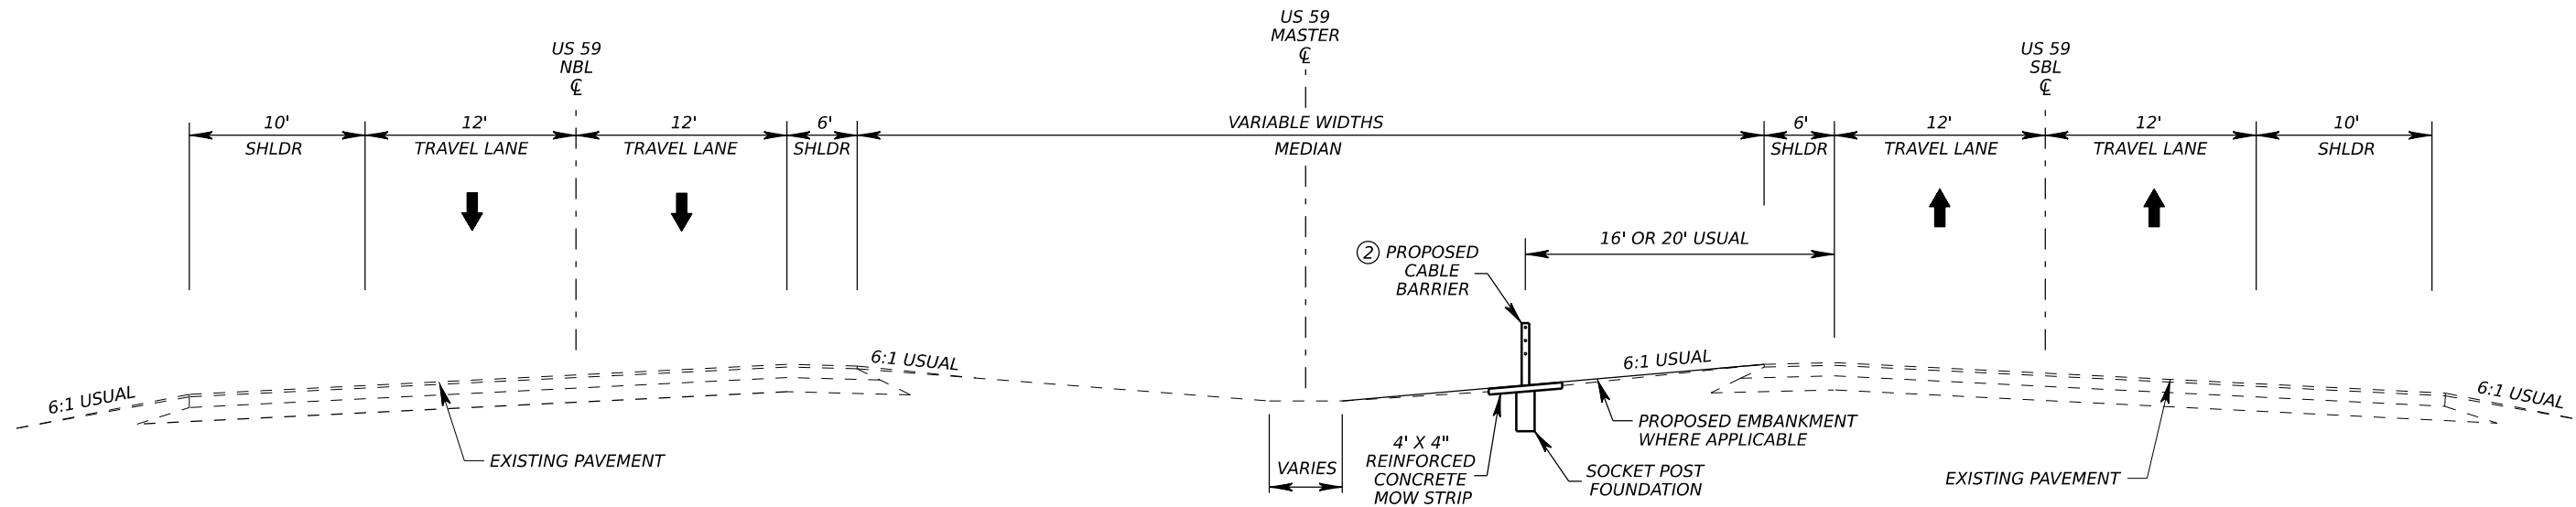 US 59
MASTER
℄
US 59
NBL
℄
US 59
SBL
℄
10'
12'
12'
6'
VARIABLE WIDTHS
6'
12'
12'
10'
SHLDR
TRAVEL LANE
TRAVEL LANE
SHLDR
MEDIAN
SHLDR
TRAVEL LANE
TRAVEL LANE
SHLDR
16' OR 20' USUAL
2 PROPOSED
CABLE
BARRIER
6:1 USUAL
6:1 USUAL
6:1 USUAL
6:1 USUAL
PROPOSED EMBANKMENT
WHERE APPLICABLE
EXISTING PAVEMENT
VARIES
4' X 4"
REINFORCED
CONCRETE
MOW STRIP
SOCKET POST
FOUNDATION
EXISTING PAVEMENT